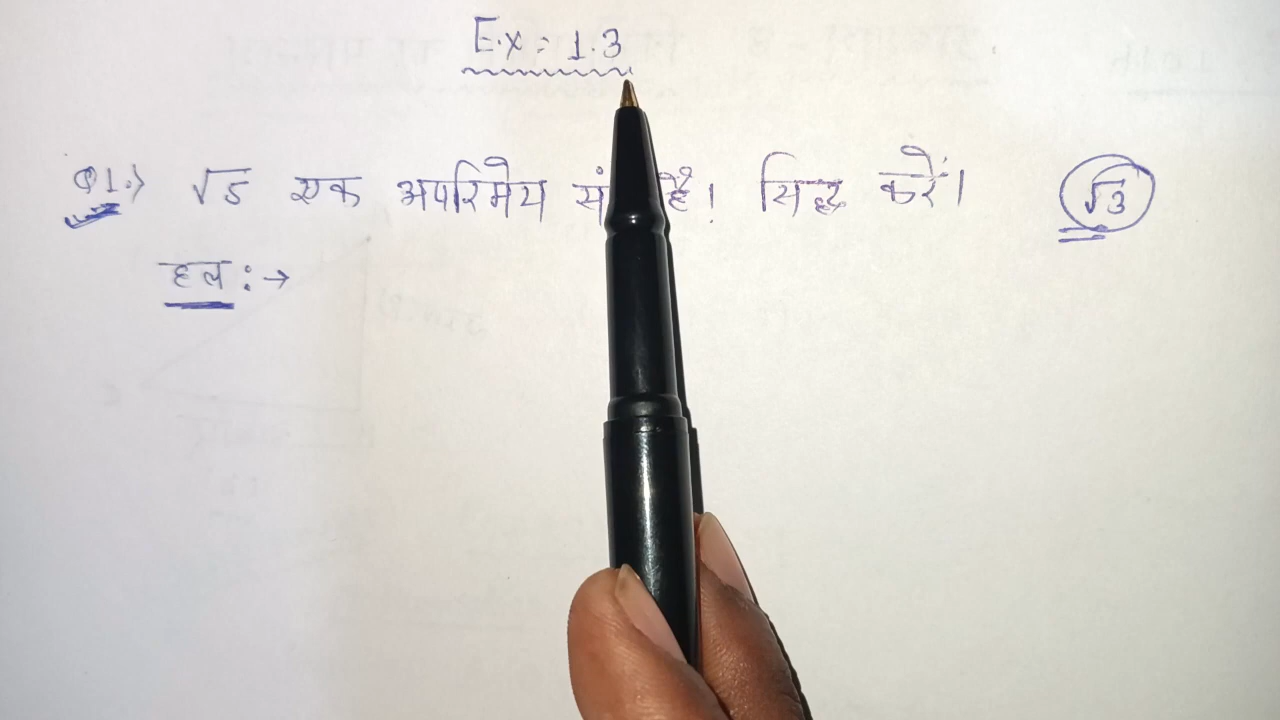 Ex = 1.3
Q1.> √5 एक अपरिमेय सं है। सिद्ध करें। √3
हल :→